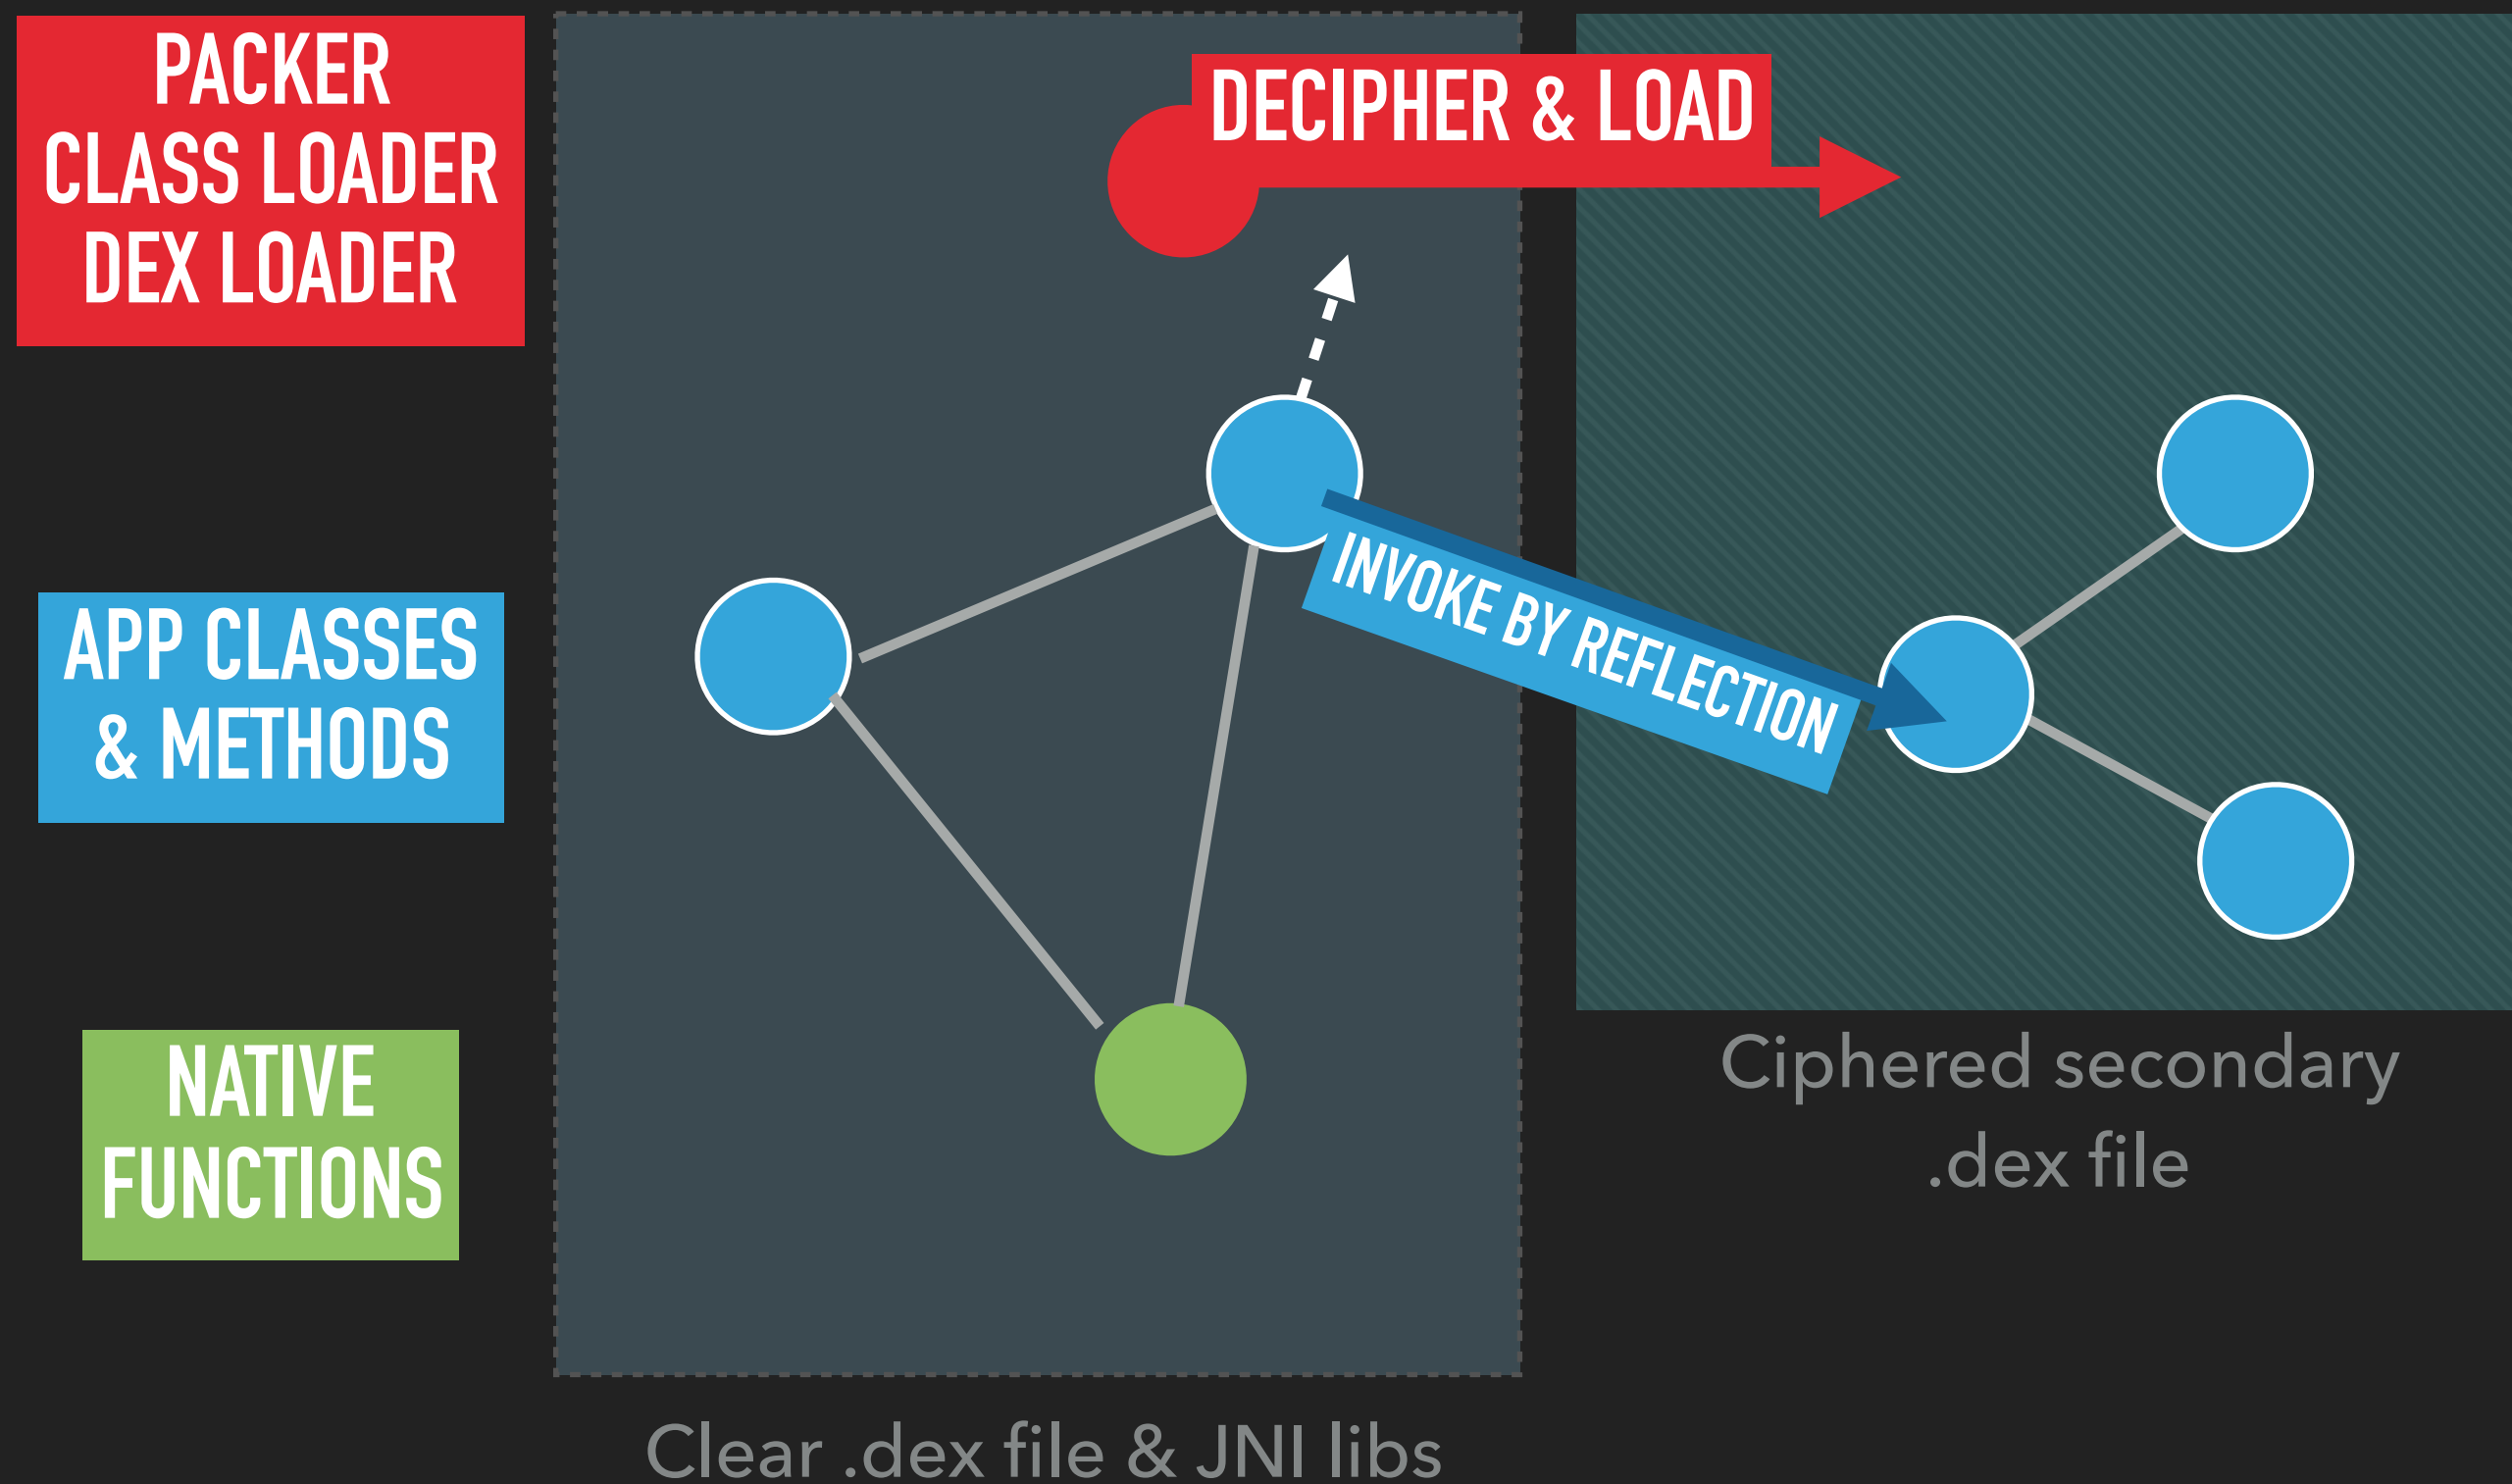 PACKER
CLASS LOADER
DEX LOADER
DECIPHER & LOAD
APP CLASSES
& METHODS
INVOKE BY REFLECTION
NATIVE
FUNCTIONS
Ciphered secondary
.dex file
Clear .dex file & JNI libs